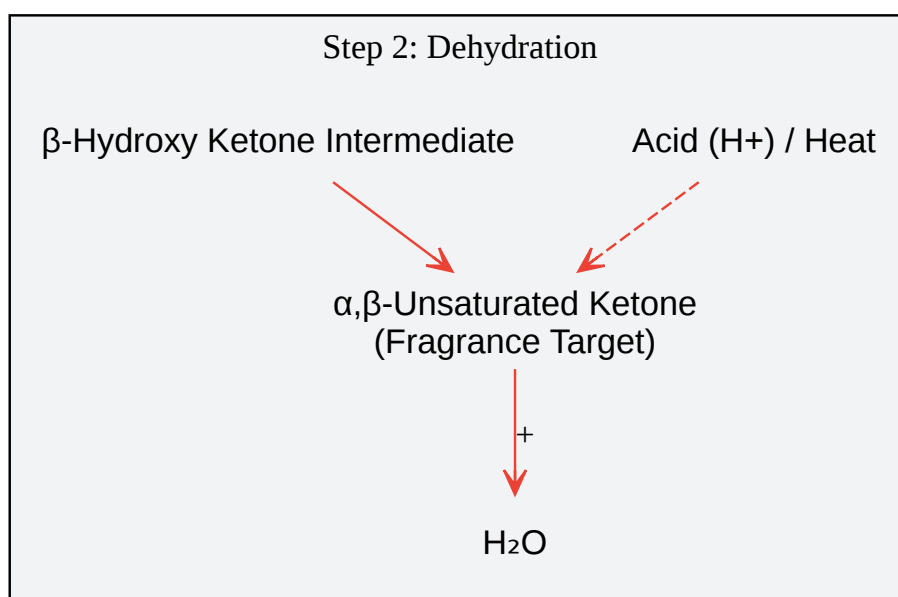 Step 2: Dehydration
β-Hydroxy Ketone Intermediate
Acid (H+) / Heat
α,β-Unsaturated Ketone
(Fragrance Target)
+
H₂O